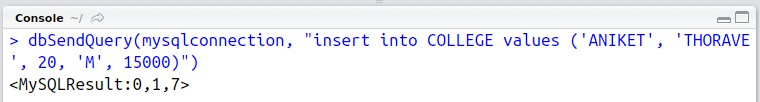 Console ~/
> dbSendQuery(mysqlconnection, "insert into COLLEGE values ('ANIKET', 'THORAVE
', 20, 'M', 15000)")
<MySQLResult:0,1,7>